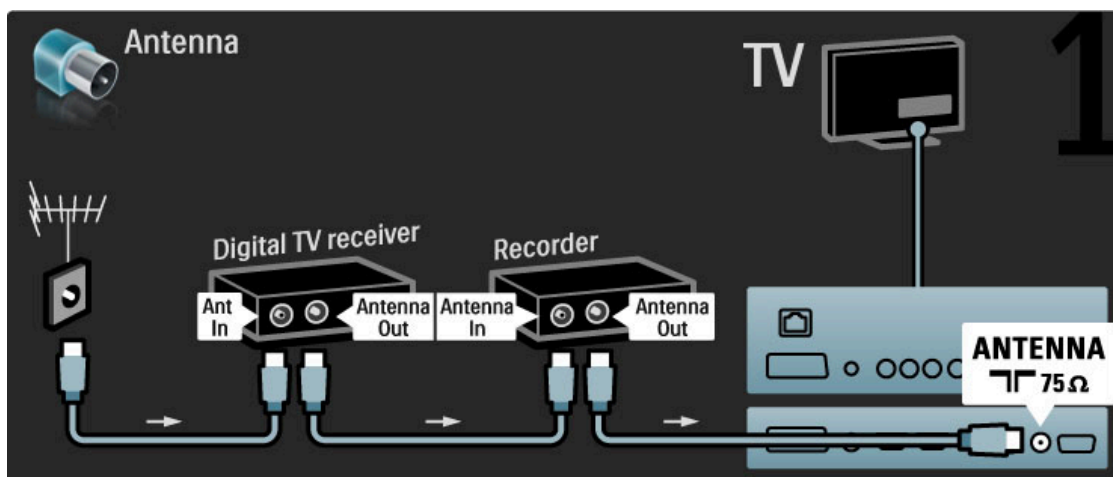 Antenna
TV
1
Digital TV receiver
Recorder
Ant
In
Antenna
Out
Antenna
In
Antenna
Out
ANTENNA
75Ω